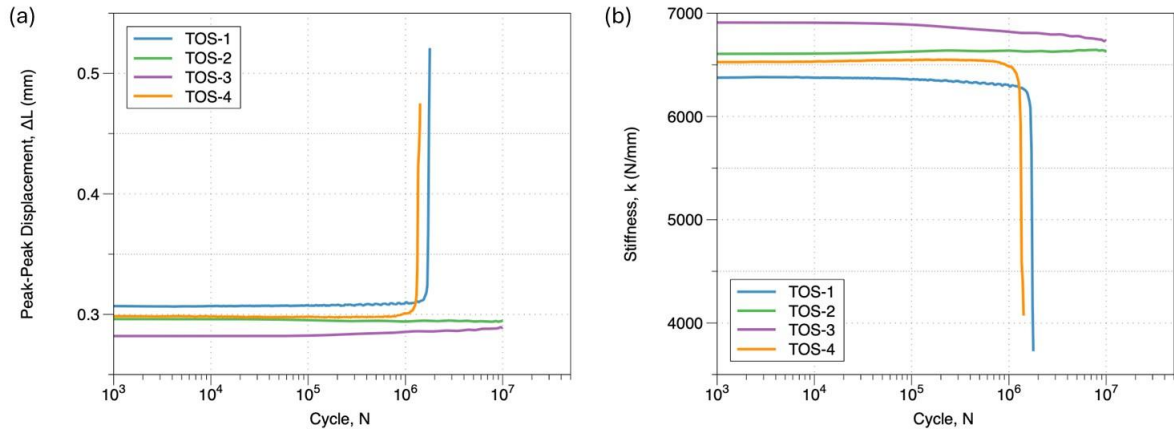 (a)
TOS-1
TOS-2
TOS-3
TOS-4
Peak-Peak Displacement, ΔL (mm)
0.5
0.4
0.3
10³ 10⁴ 10⁵ 10⁶ 10⁷
Cycle, N
(b)
7000
6000
5000
4000
Stiffness, k (N/mm)
TOS-1
TOS-2
TOS-3
TOS-4
10³ 10⁴ 10⁵ 10⁶ 10⁷
Cycle, N